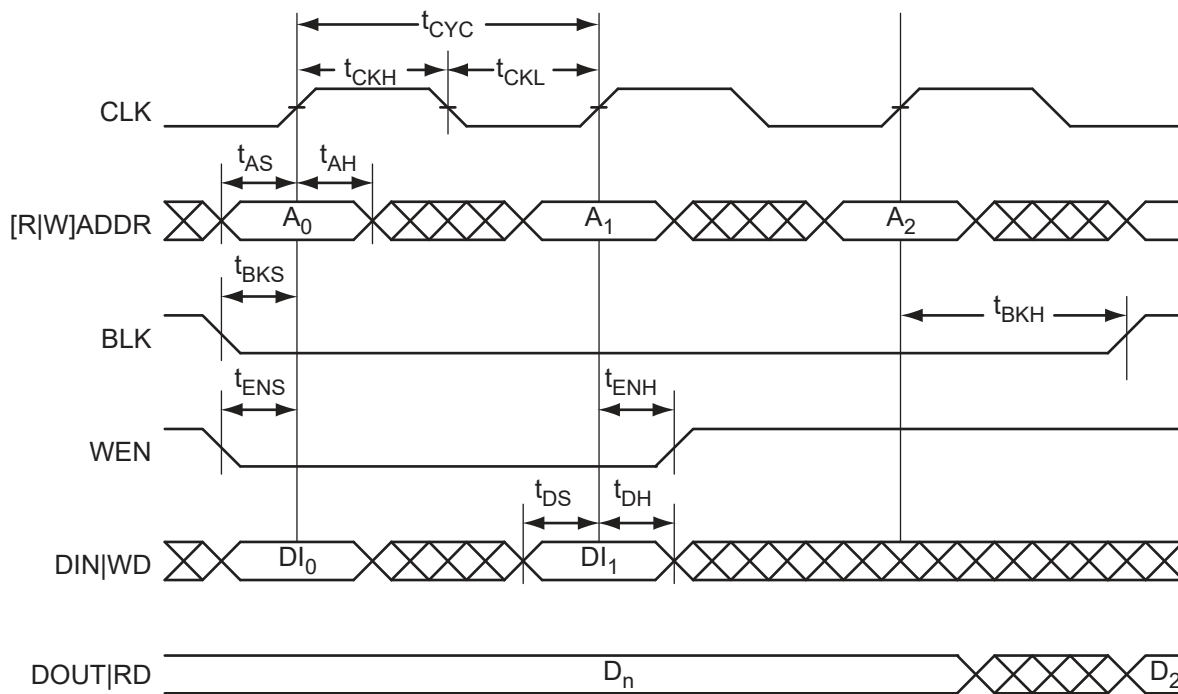 tCYC
tCKH tCKL
CLK
tAS tAH
[R|W]ADDR A0 A1 A2
tBKS tBKH
BLK
tENS tENH
WEN
tDS tDH
DIN|WD DI0 DI1
DOUT|RD Dn D2